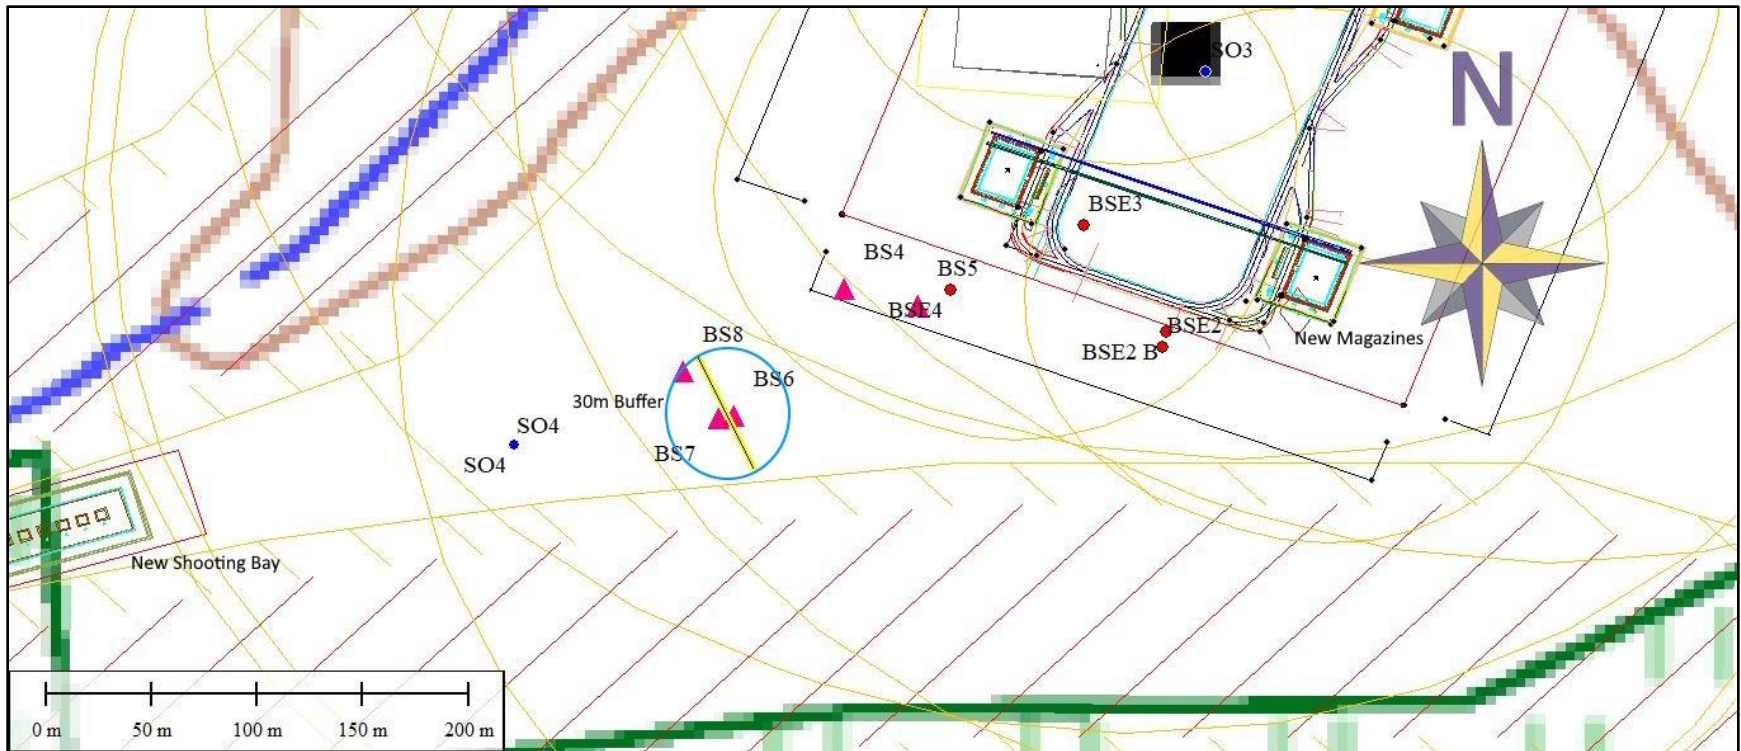 SO3
N
BSE3
BS4
BS5
BSE4
BSE2
BSE2 B
New Magazines
BS8
BS6
30m Buffer
SO4
BS7
SO4
New Shooting Bay
0 m
50 m
100 m
150 m
200 m